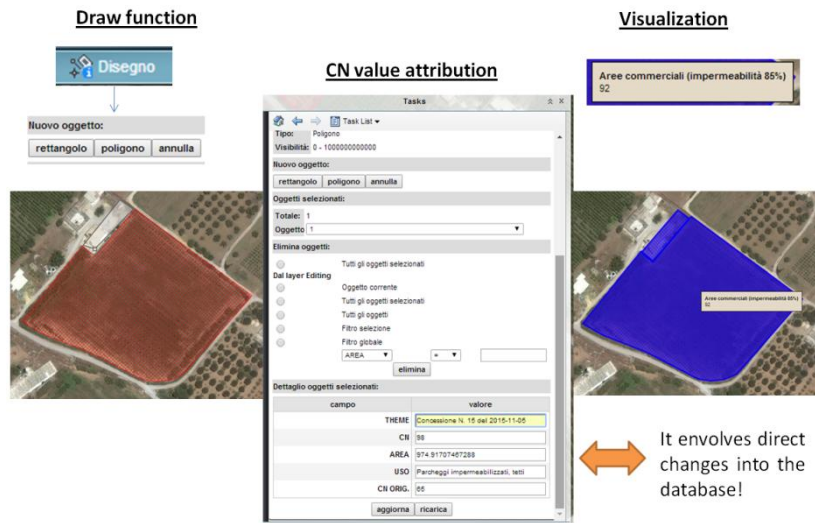 Draw function
Disegno
Nuovo oggetto:
rettangolo poligono annulla
CN value attribution
Tasks
Task List
Tipo: Poligono
Visibilità: 0 - 1000000000000
Nuovo oggetto:
rettangolo poligono annulla
Oggetti selezionati:
Totale: 1
Oggetto 1
Elimina oggetti:
Tutti gli oggetti selezionati
Dal layer Editing
Oggetto corrente
Tutti gli oggetti selezionati
Tutti gli oggetti
Filtro selezione
Filtro globale
AREA =
elimina
Dettaglio oggetti selezionati:
campo valore
THEME Concessione N. 15 del 2015-11-05
CN 98
AREA 974.91707467288
USO Parcheggi impermeabilizzati, tetti
CN ORIG. 66
aggiorna ricarica
Visualization
Aree commerciali (impermeabilità 85%)
92
Aree commerciali (impermeabilità 85%)
92
It envolves direct
changes into the
database!